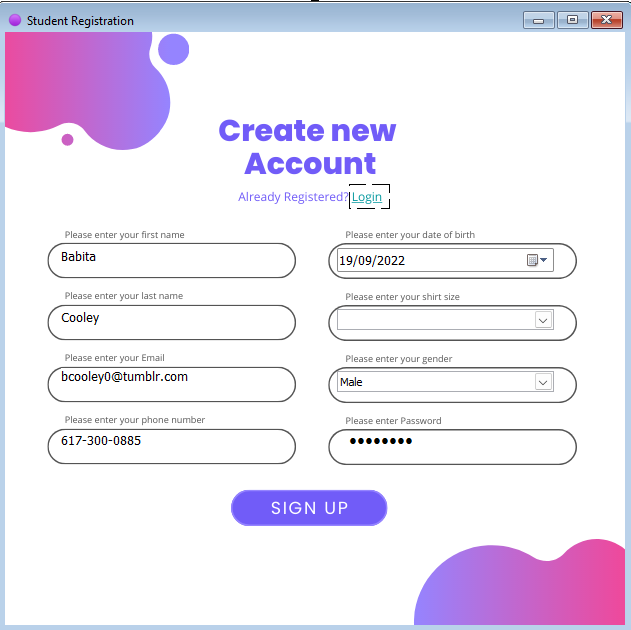 Student Registration
Create new
Account
Already Registered? Login
Please enter your first name
Babita
Please enter your last name
Cooley
Please enter your Email
bcooley0@tumblr.com
Please enter your phone number
617-300-0885
Please enter your date of birth
19/09/2022
Please enter your shirt size
Please enter your gender
Male
Please enter Password
●●●●●●●●
SIGN UP